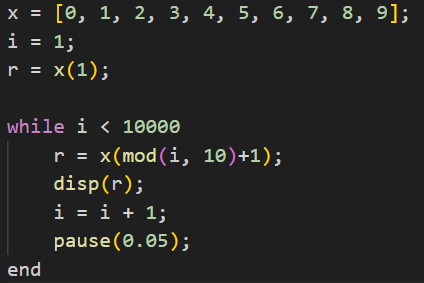 x = [0, 1, 2, 3, 4, 5, 6, 7, 8, 9];
i = 1;
r = x(1);

while i < 10000
    r = x(mod(i, 10)+1);
    disp(r);
    i = i + 1;
    pause(0.05);
end